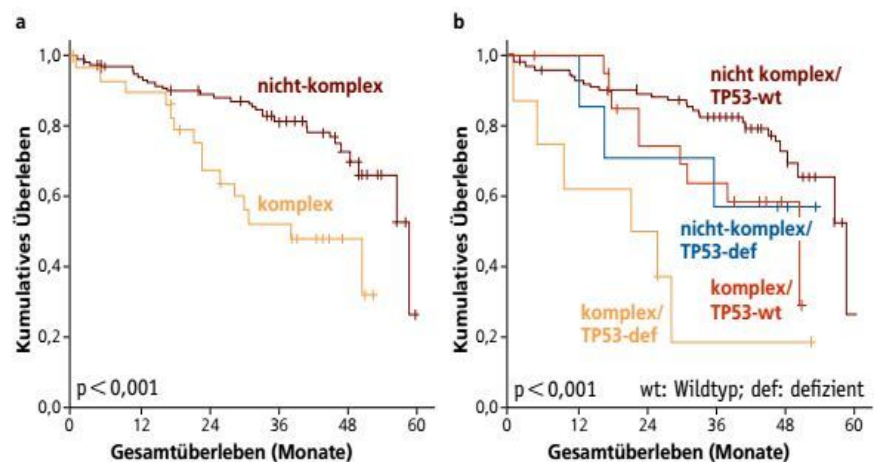 a
Kumulatives Überleben
1,0
0,8
0,6
0,4
0,2
0,0
nicht-komplex
komplex
p < 0,001
0
12
24
36
48
60
Gesamtüberleben (Monate)
b
Kumulatives Überleben
1,0
0,8
0,6
0,4
0,2
0,0
nicht komplex/
TP53-wt
nicht-komplex/
TP53-def
komplex/
TP53-wt
komplex/
TP53-def
p < 0,001
wt: Wildtyp; def: defizient
0
12
24
36
48
60
Gesamtüberleben (Monate)